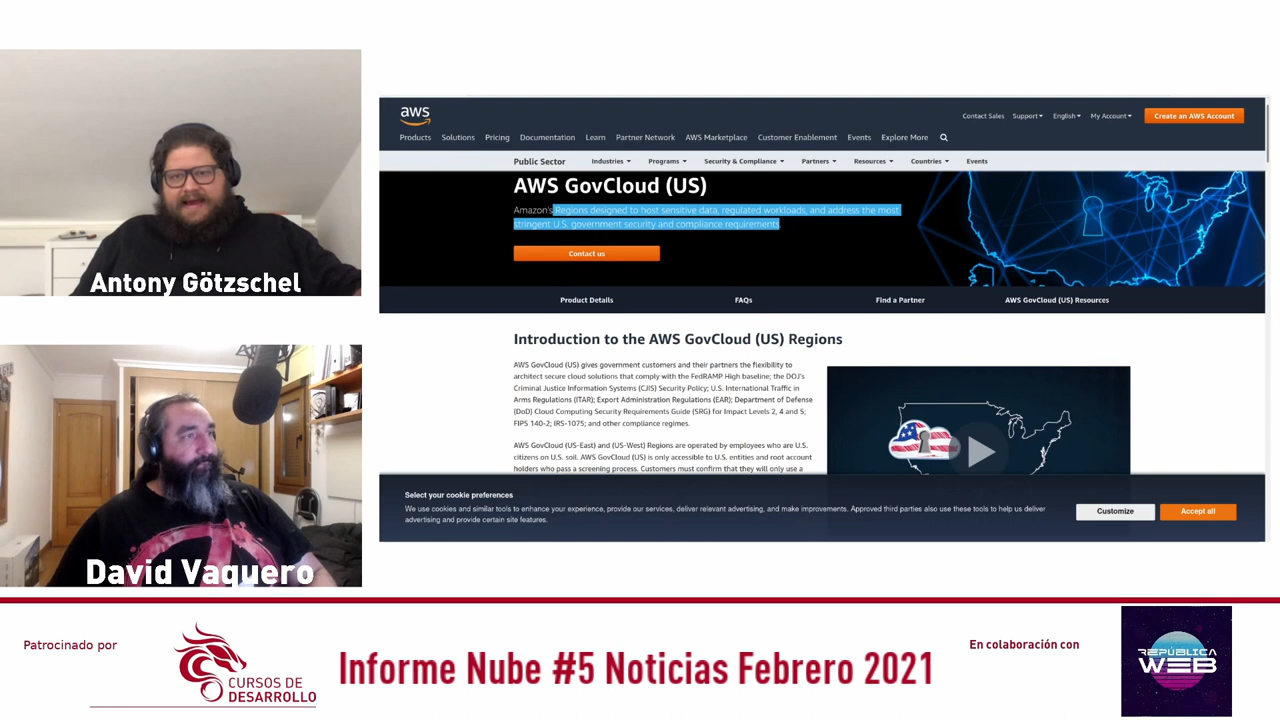 Antony Götzschel
David Vaquero
aws
Contact Sales Support English My Account Create an AWS Account
Products Solutions Pricing Documentation Learn Partner Network AWS Marketplace Customer Enablement Events Explore More
Public Sector Industries Programs Security & Compliance Partners Resources Countries Events
AWS GovCloud (US)
Amazon's Regions designed to host sensitive data, regulated workloads, and address the most
stringent U.S. government security and compliance requirements.
Contact us
Product Details FAQs Find a Partner AWS GovCloud (US) Resources
Introduction to the AWS GovCloud (US) Regions
AWS GovCloud (US) gives government customers and their partners the flexibility to
architect secure cloud solutions that comply with the FedRAMP High baseline; the DOJ's
Criminal Justice Information Systems (CJIS) Security Policy; U.S. International Traffic in
Arms Regulations (ITAR); Export Administration Regulations (EAR); Department of Defense
(DoD) Cloud Computing Security Requirements Guide (SRG) for Impact Levels 2, 4 and 5;
FIPS 140-2; IRS-1075; and other compliance regimes.
AWS GovCloud (US-East) and (US-West) Regions are operated by employees who are U.S.
citizens on U.S. soil. AWS GovCloud (US) is only accessible to U.S. entities and root account
holders who pass a screening process. Customers must confirm that they will only use a
Select your cookie preferences
We use cookies and similar tools to enhance your experience, provide our services, deliver relevant advertising, and make improvements. Approved third parties also use these tools to help us deliver
advertising and provide certain site features.
Customize Accept all
Patrocinado por
CURSOS DE
DESARROLLO
Informe Nube #5 Noticias Febrero 2021
En colaboración con
REPÚBLICA
WEB